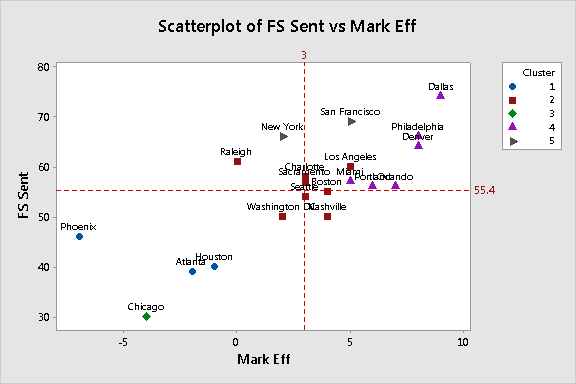 Scatterplot of FS Sent vs Mark Eff
3
80
70
60
50
40
30
FS Sent
Dallas
San Francisco
New York
Philadelphia
Denver
Raleigh
Los Angeles
Charlotte
Sacramento
Miami
Portland
Orlando
Boston
Seattle
55.4
Washington DC
Nashville
Phoenix
Houston
Atlanta
Chicago
-5
0
5
10
Mark Eff
Cluster
1
2
3
4
5